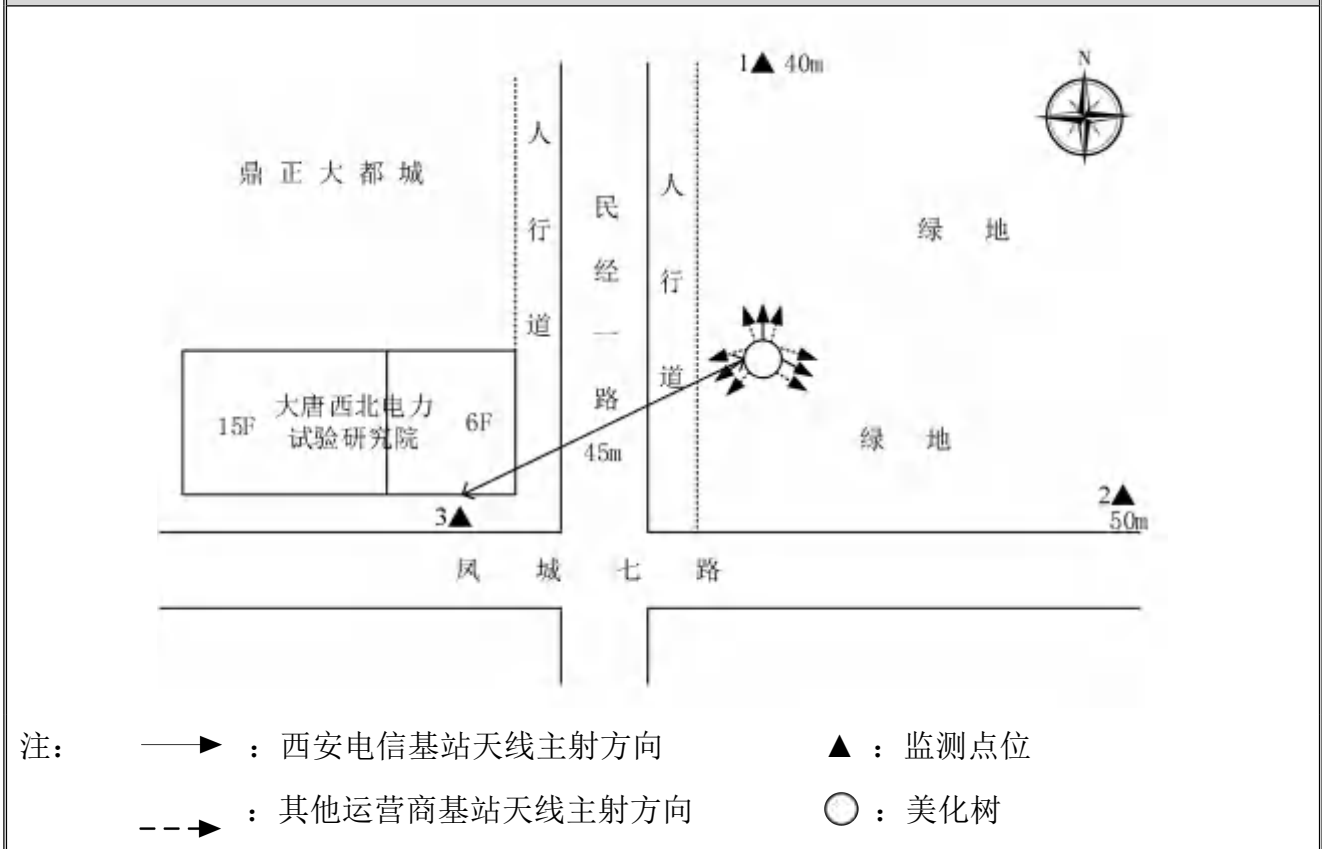 1▲ 40m
N
鼎正大都城
人行道
民经一路
人行道
绿 地
大唐西北电力
试验研究院
15F
6F
45m
绿 地
3▲
2▲
50m
凤城七路
注： ：西安电信基站天线主射方向 ▲ ：监测点位
：其他运营商基站天线主射方向 ：美化树